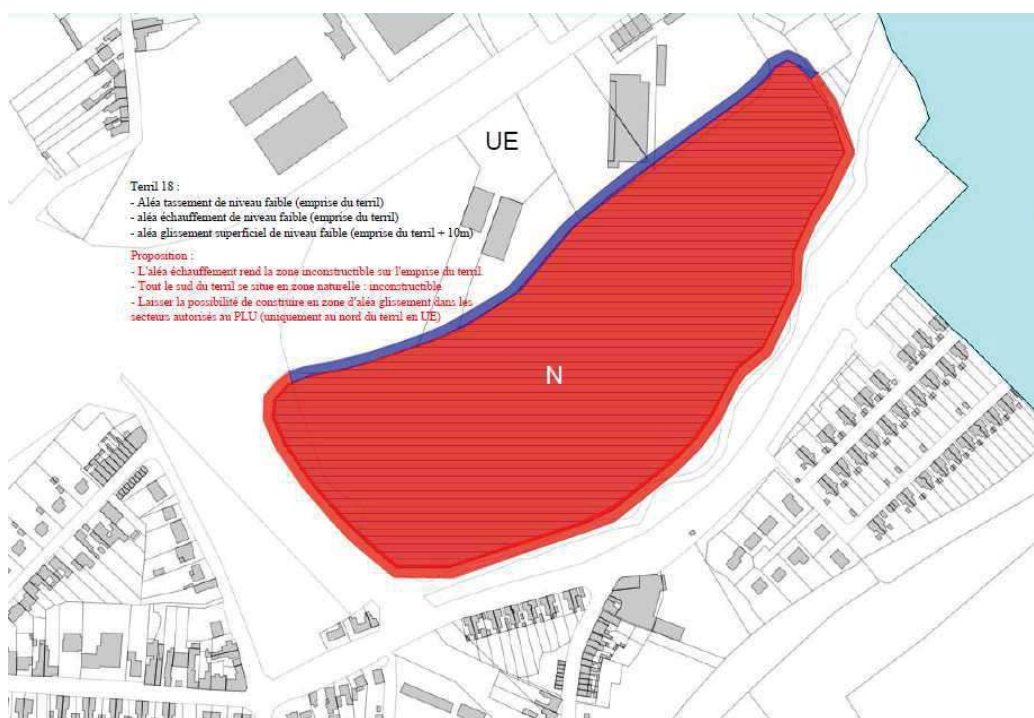 UE
Terril 18 :
- Aléa tassement de niveau faible (emprise du terril)
- aléa échauffement de niveau faible (emprise du terril)
- aléa glissement superficiel de niveau faible (emprise du terril + 10m)
Proposition :
- L'aléa échauffement rend la zone inconstructible sur l'emprise du terril.
- Tout le sud du terril se situe en zone naturelle : inconstructible
- Laisser la possibilité de construire en zone d'aléa glissement dans les
secteurs autorisés au PLU (uniquement au nord du terril en UE)
N